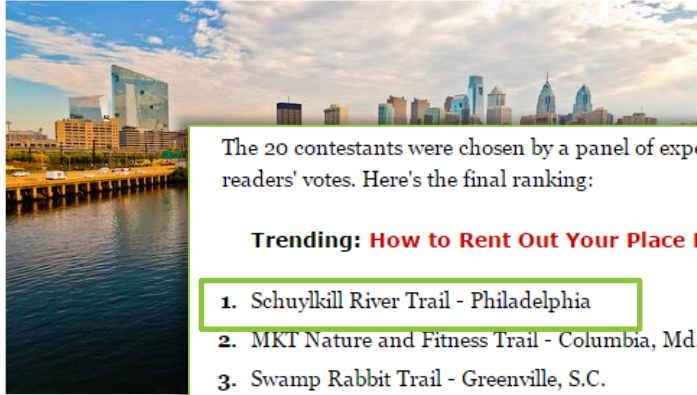 The 20 contestants were chosen by a panel of
readers' votes. Here's the final ranking:
Trending: How to Rent Out Your Place
1. Schuylkill River Trail - Philadelphia
2. MKT Nature and Fitness Trail - Columbia, Md
3. Swamp Rabbit Trail - Greenville, S.C.